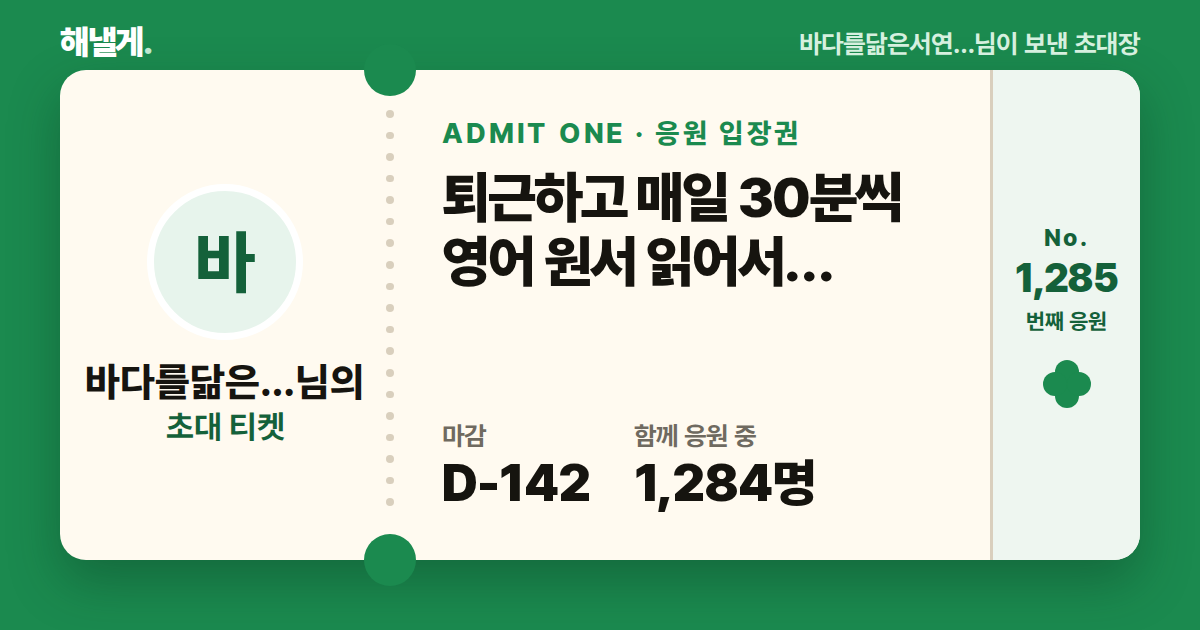 해낼게.
바다를닮은서연...님이 보낸 초대장
바
바다를닮은...님의
초대 티켓
ADMIT ONE · 응원 입장권
퇴근하고 매일 30분씩
영어 원서 읽어서...
마감
D-142
함께 응원 중
1,284명
No.
1,285
번째 응원